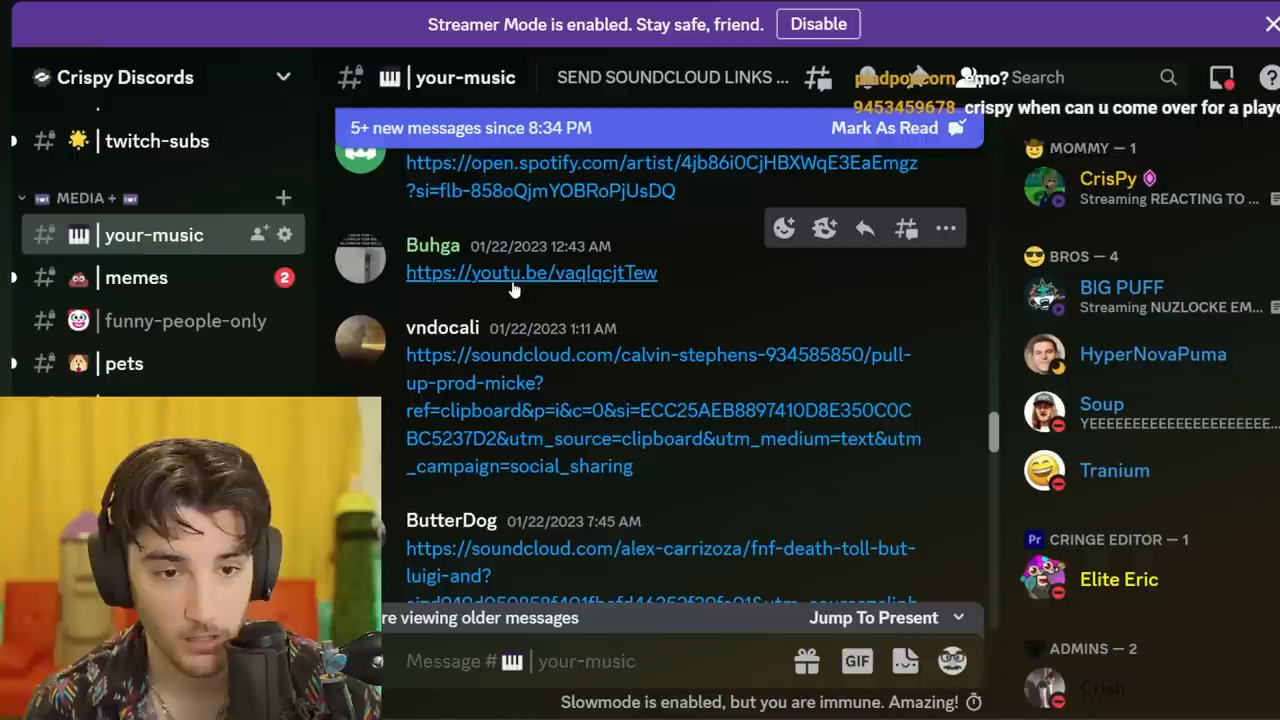 Streamer Mode is enabled. Stay safe, friend.
Disable
Crispy Discords
your-music
SEND SOUNDCLOUD LINKS ...
Search
emo?
9453459678 crispy when can u come over for a playd
5+ new messages since 8:34 PM
Mark As Read
twitch-subs
MEDIA +
your-music
memes
2
funny-people-only
pets
https://open.spotify.com/artist/4jb86i0CjHBXWqE3EaEmgz
?si=flb-858oQjmYOBRoPjUsDQ
Buhga 01/22/2023 12:43 AM
https://youtu.be/vaqIqcjtTew
vndocali 01/22/2023 1:11 AM
https://soundcloud.com/calvin-stephens-934585850/pull-
up-prod-micke?
ref=clipboard&p=i&c=0&si=ECC25AEB8897410D8E350C0C
BC5237D2&utm_source=clipboard&utm_medium=text&utm
_campaign=social_sharing
ButterDog 01/22/2023 7:45 AM
https://soundcloud.com/alex-carrizoza/fnf-death-toll-but-
luigi-and?
re viewing older messages
Jump To Present
Message #
your-music
GIF
Slowmode is enabled, but you are immune. Amazing!
MOMMY — 1
CrisPy
Streaming REACTING TO ...
BROS — 4
BIG PUFF
Streaming NUZLOCKE EM...
HyperNovaPuma
Soup
YEEEEEEEEEEEEEEEEEEEE...
Tranium
Pr CRINGE EDITOR — 1
Elite Eric
ADMINS — 2
Crish